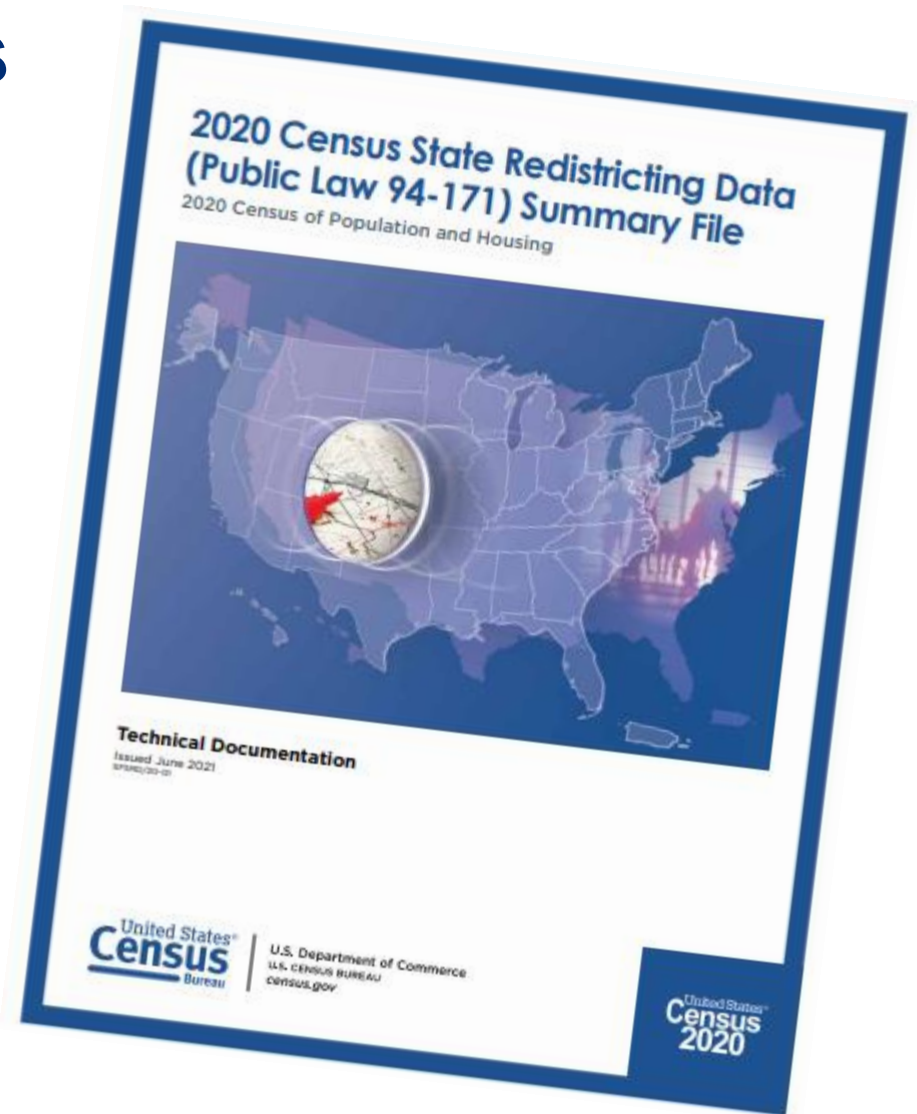 s
2020 Census State Redistricting Data
(Public Law 94-171) Summary File
2020 Census of Population and Housing
Technical Documentation
Issued June 2021
United States®
Census
Bureau
U.S. Department of Commerce
U.S. CENSUS BUREAU
census.gov
United States®
Census
2020